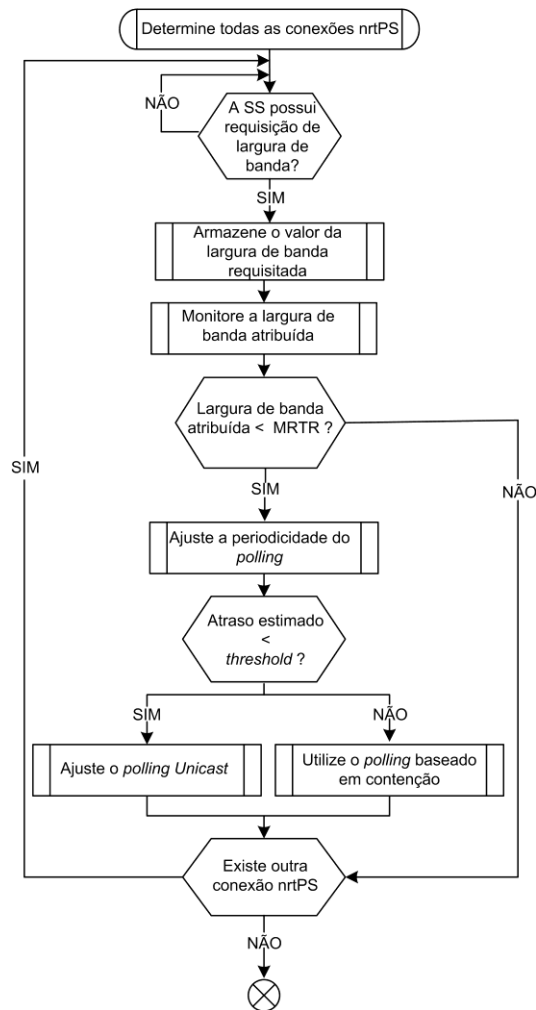 Determine todas as conexões nrtPS
NÃO
A SS possui
requisição de
largura de
banda?
SIM
Armazene o valor da
largura de banda
requisitada
Monitore a largura de
banda atribuída
Largura de banda
atribuída < MRTR ?
SIM
NÃO
SIM
Ajuste a periodicidade do
polling
Atraso estimado
<
threshold ?
SIM
NÃO
Ajuste o polling Unicast
Utilize o polling baseado
em contenção
Existe outra
conexão nrtPS
NÃO